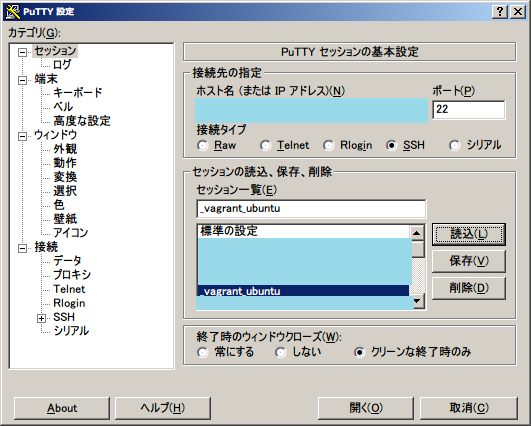 PuTTY 設定
カテゴリ(G):
セッション
ログ
端末
キーボード
ベル
高度な設定
ウィンドウ
外観
動作
変換
選択
色
壁紙
アイコン
接続
データ
プロキシ
Telnet
Rlogin
SSH
シリアル
PuTTY セッションの基本設定
接続先の指定
ホスト名 (または IP アドレス)(N) ポート(P)
22
接続タイプ
Raw Telnet Rlogin SSH シリアル
セッションの読込、保存、削除
セッション一覧(E)
_vagrant_ubuntu
標準の設定
_vagrant_ubuntu
読込(L)
保存(V)
削除(D)
終了時のウィンドウクローズ(W):
常にする しない クリーンな終了時のみ
About ヘルプ(H) 開く(O) 取消(C)